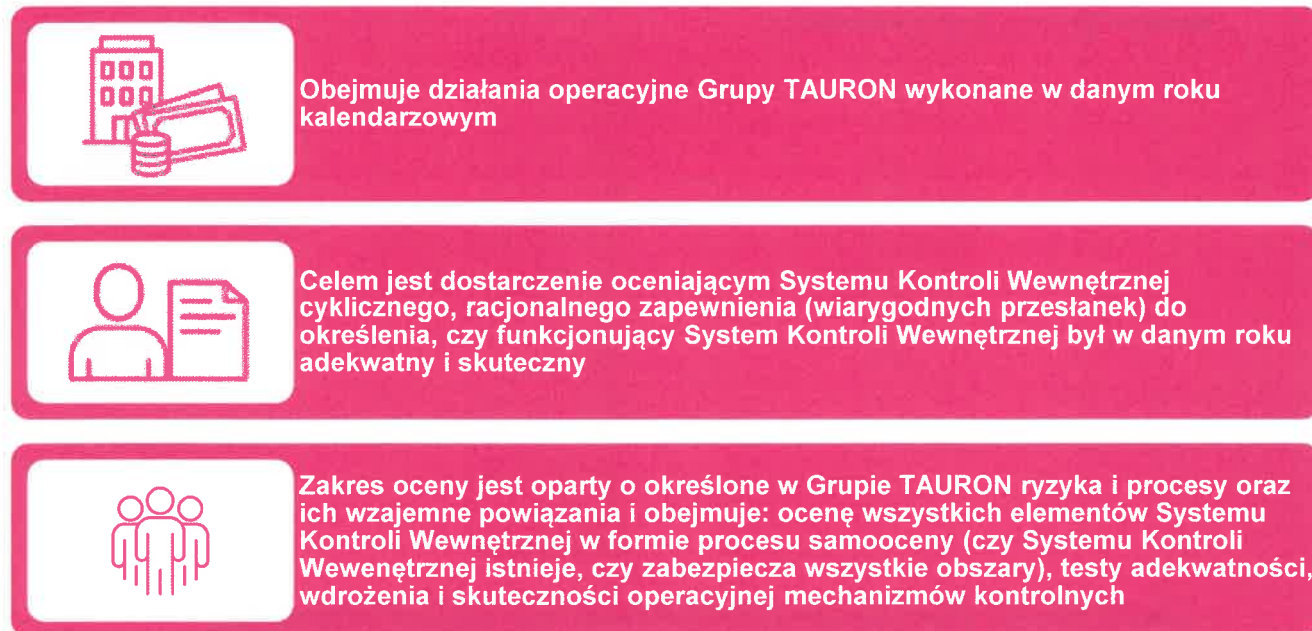 Obejmuje działania operacyjne Grupy TAURON wykonane w danym roku
kalendarzowym
Celem jest dostarczenie oceniającym Systemu Kontroli Wewnętrznej
cyklicznego, racjonalnego zapewnienia (wiarygodnych przesłanek) do
określenia, czy funkcjonujący System Kontroli Wewnętrznej był w danym roku
adekwatny i skuteczny
Zakres oceny jest oparty o określone w Grupie TAURON ryzyka i procesy oraz
ich wzajemne powiązania i obejmuje: ocenę wszystkich elementów Systemu
Kontroli Wewnętrznej w formie procesu samooceny (czy Systemu Kontroli
Wewenętrznej istnieje, czy zabezpiecza wszystkie obszary), testy adekwatności,
wdrożenia i skuteczności operacyjnej mechanizmów kontrolnych